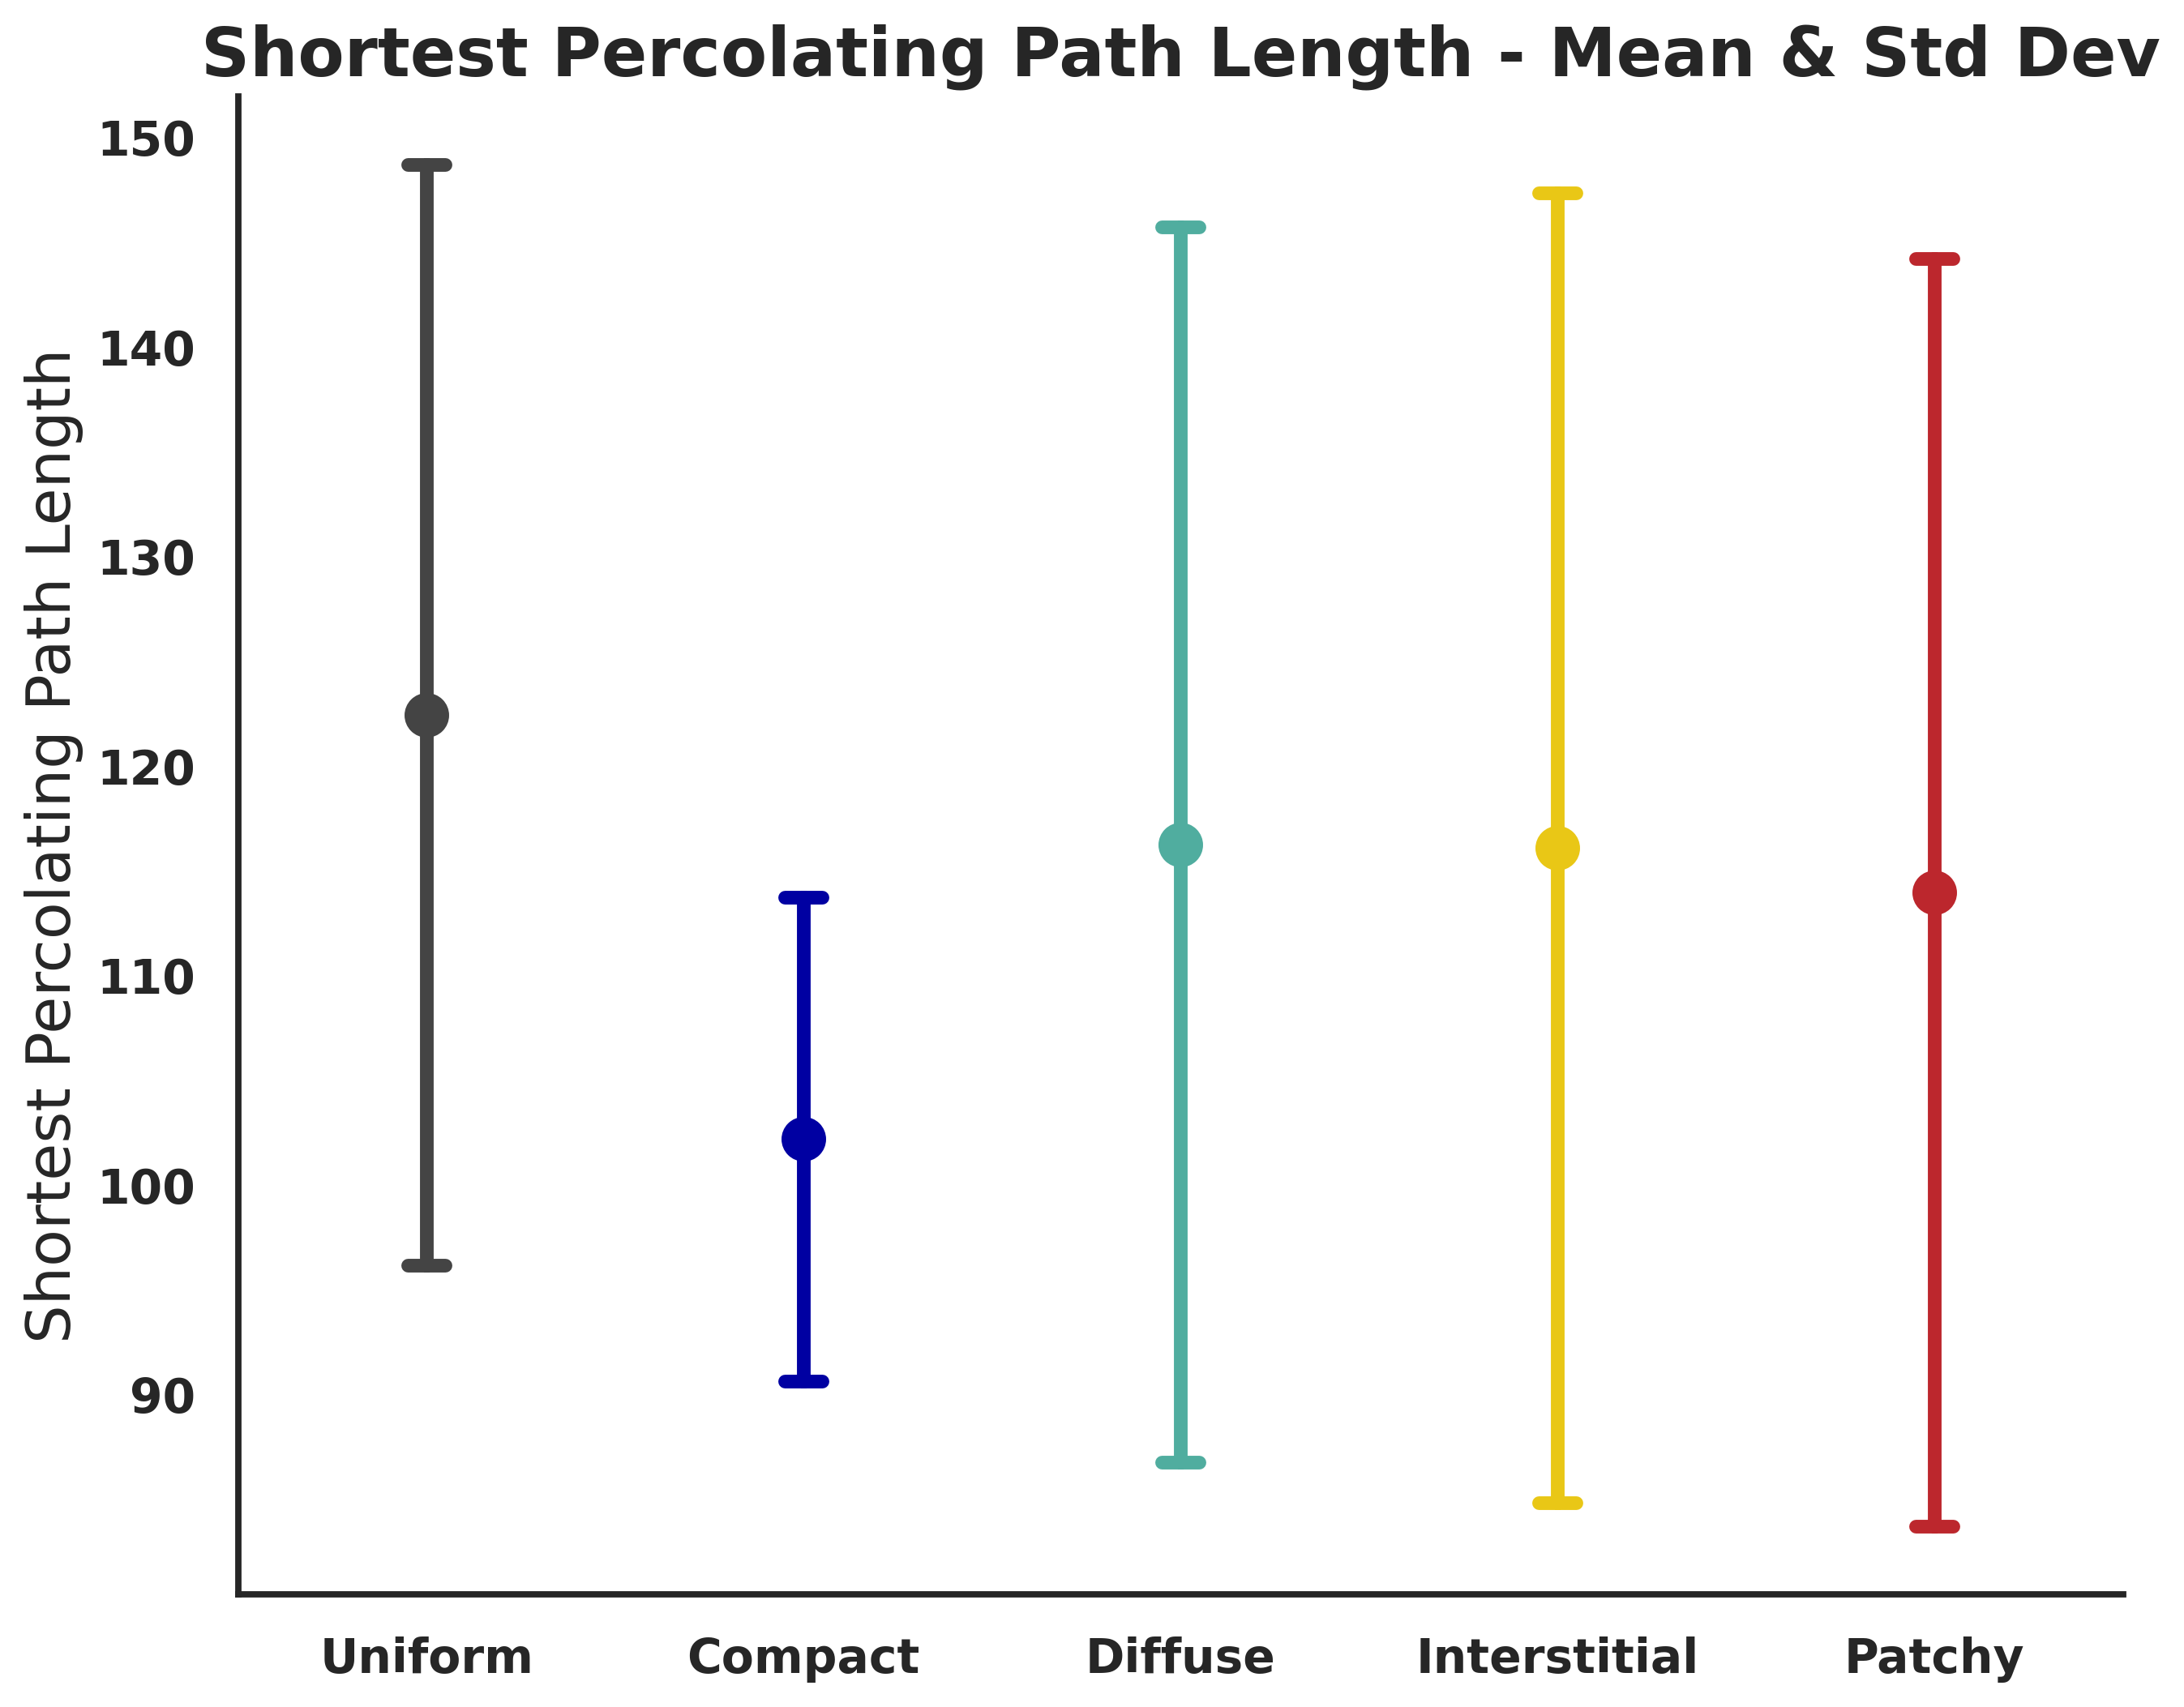 Shortest Percolating Path Length - Mean & Std Dev
Shortest Percolating Path Length
150
140
130
120
110
100
90
Uniform
Compact
Diffuse
Interstitial
Patchy